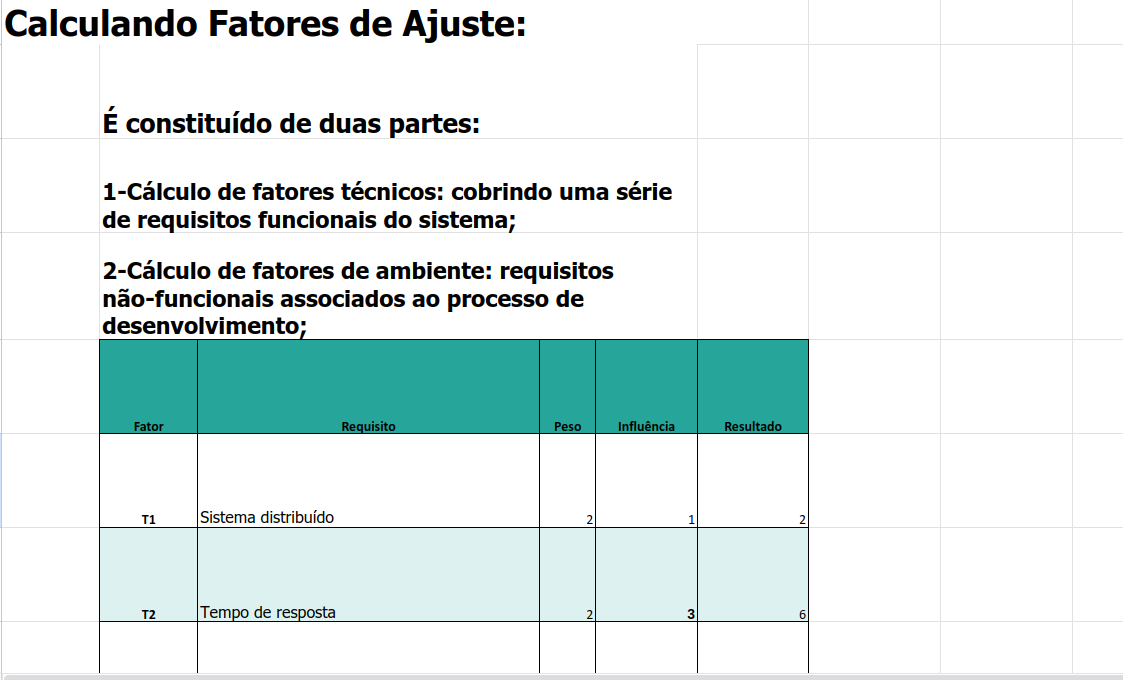 Calculando Fatores de Ajuste:
É constituído de duas partes:
1-Cálculo de fatores técnicos: cobrindo uma série
de requisitos funcionais do sistema;
2-Cálculo de fatores de ambiente: requisitos
não-funcionais associados ao processo de
desenvolvimento;
Fator Requisito Peso Influência Resultado
T1 Sistema distribuído 2 1 2
T2 Tempo de resposta 2 3 6